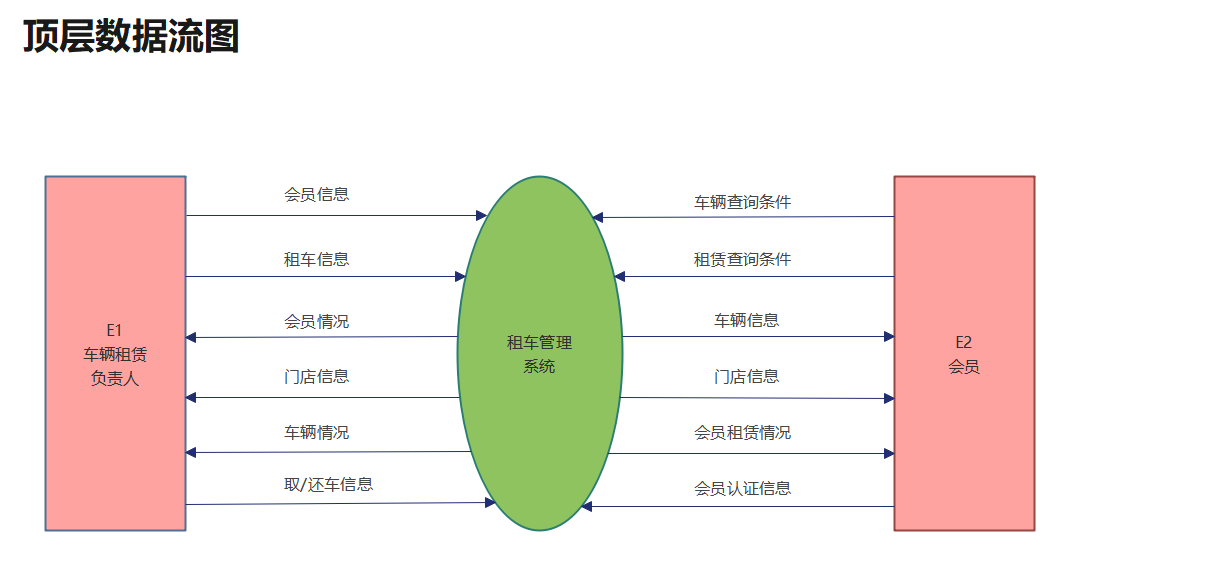 顶层数据流图
会员信息
租车信息
会员情况
门店信息
车辆情况
取/还车信息
E1
车辆租赁
负责人
租车管理
系统
车辆查询条件
租赁查询条件
车辆信息
门店信息
会员租赁情况
会员认证信息
E2
会员